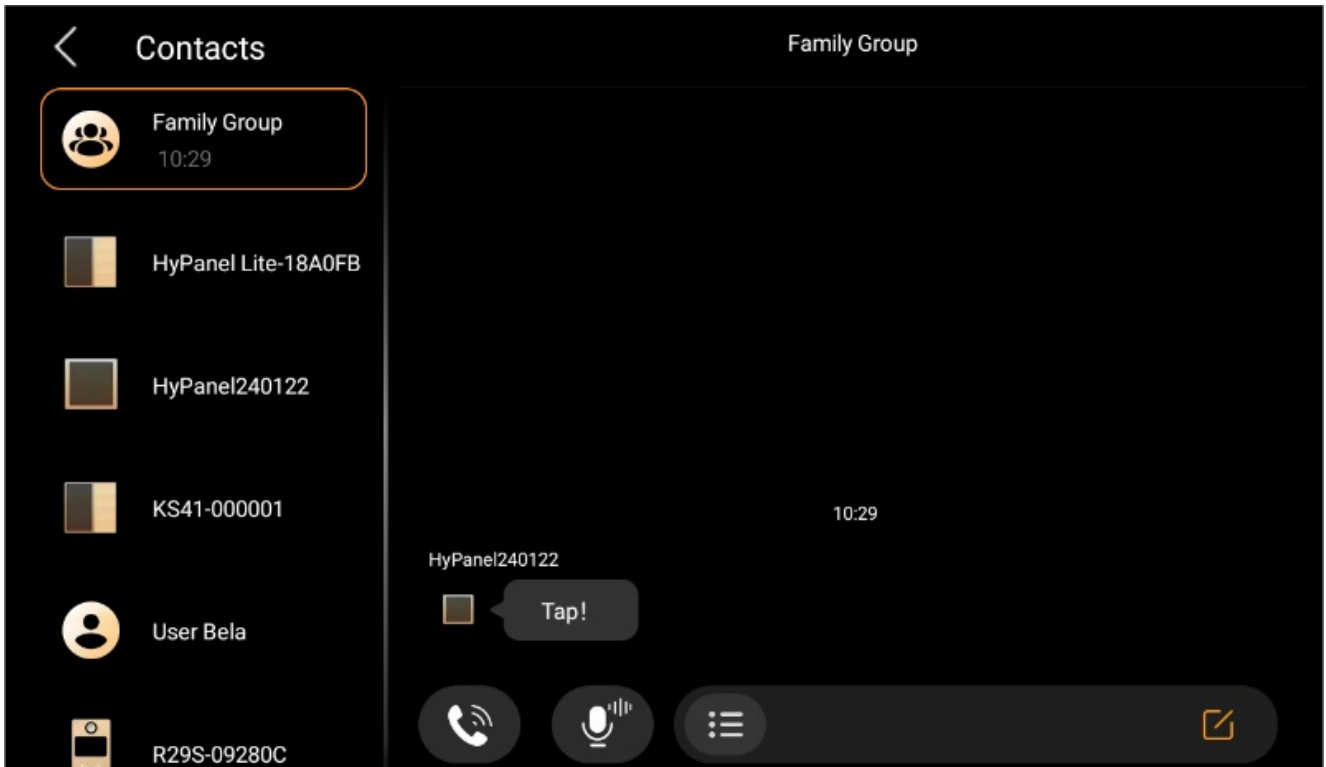 Contacts
Family Group
10:29
HyPanel Lite-18A0FB
HyPanel240122
KS41-000001
User Bela
R29S-09280C
Family Group
10:29
HyPanel240122
Tap!